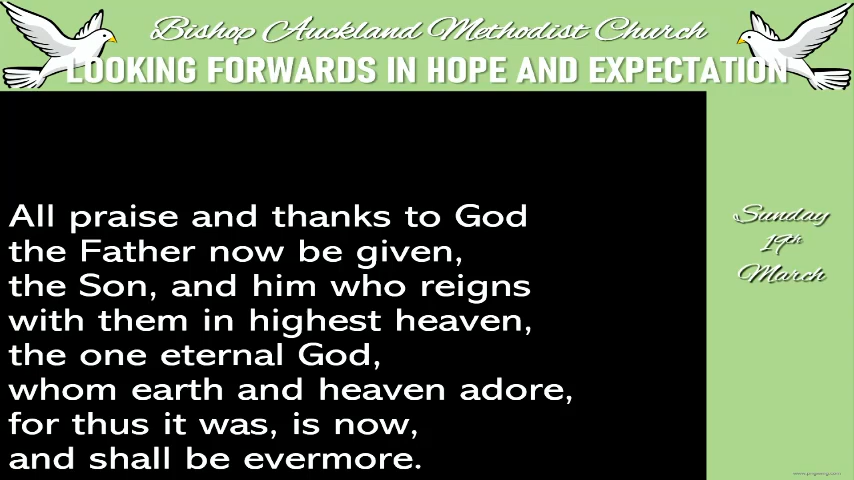 Bishop Auckland Methodist Church
LOOKING FORWARDS IN HOPE AND EXPECTATION
All praise and thanks to God
the Father now be given,
the Son, and him who reigns
with them in highest heaven,
the one eternal God,
whom earth and heaven adore,
for thus it was, is now,
and shall be evermore.
Sunday
19th
March